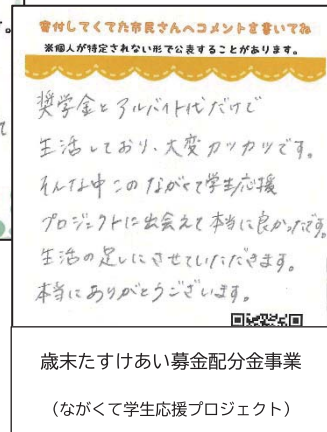 寄付してくてた市民さんへコメントを書いてね
※個人が特定されない形で公表することがあります。
奨学金とアルバイト代だけで
生活しており、大変カツカツです。
そんな中このながくて学生応援
プロジェクトに出会えて本当に良かったです。
生活の足しにさせていただきます。
本当にありがとうございます。
歳末たすけあい募金配分金事業
(ながくて学生応援プロジェクト)